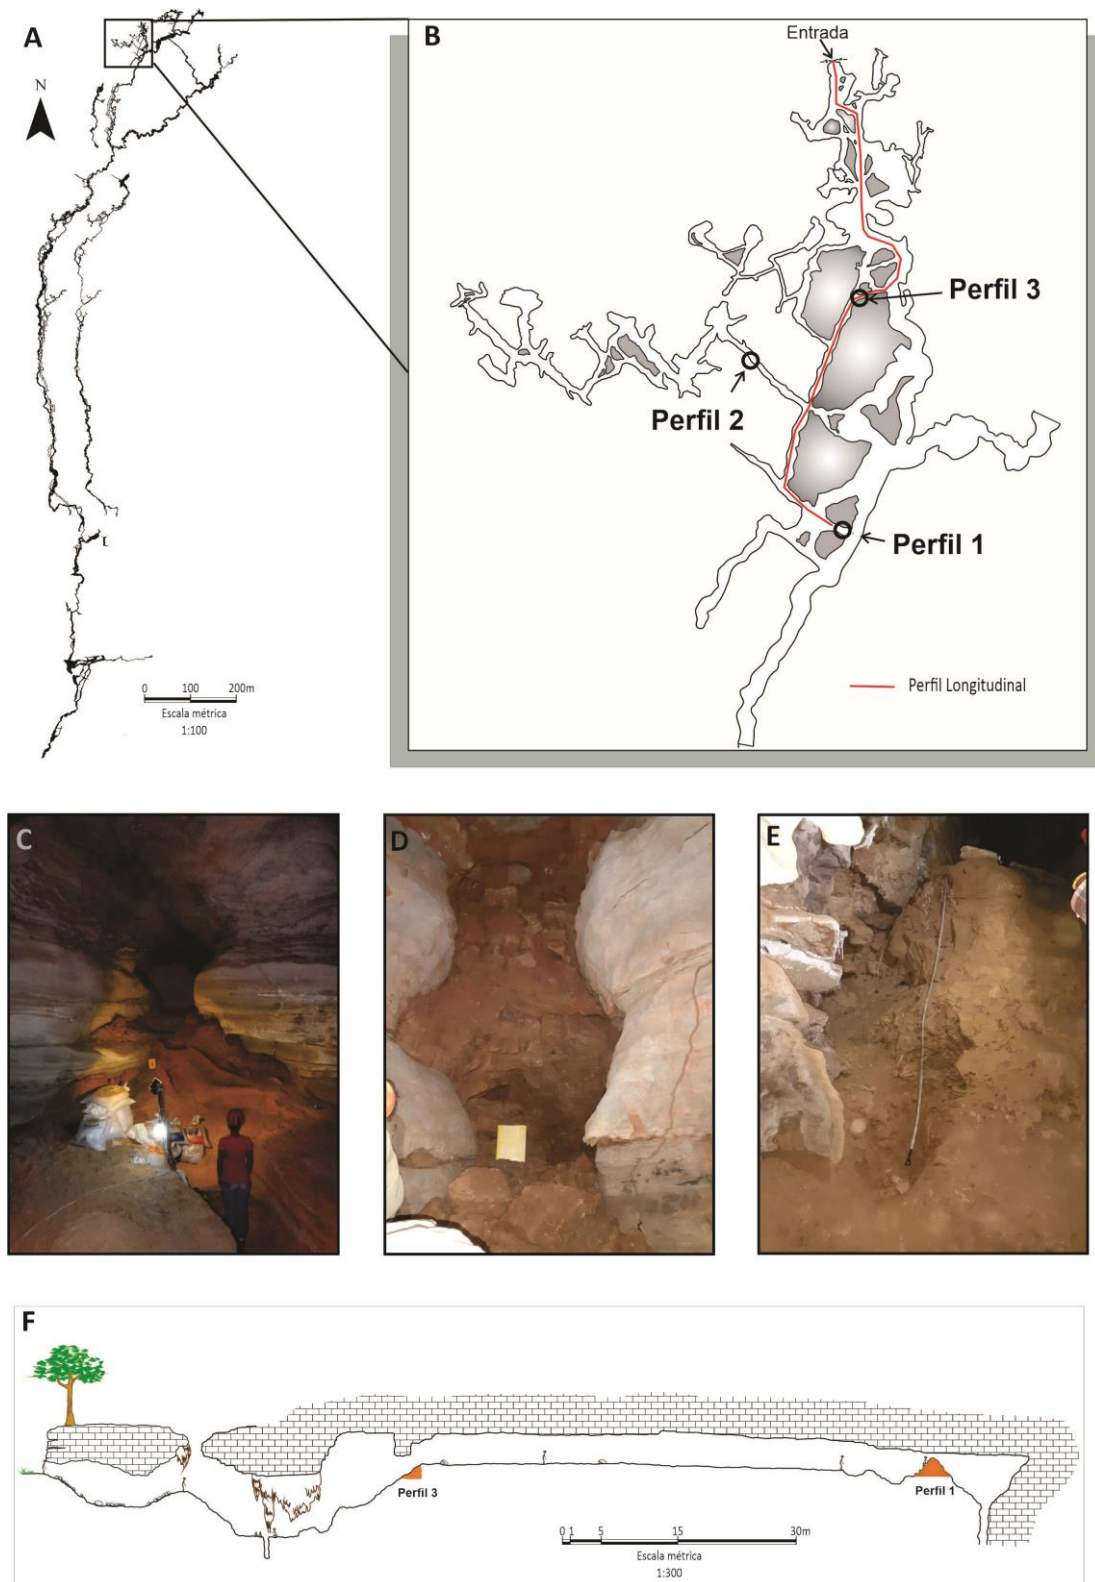 A
N
0 100 200m
Escala métrica
1:100
B
Entrada
Perfil 3
Perfil 2
Perfil 1
Perfil Longitudinal
C
D
E
F
Perfil 3
Perfil 1
0 1 5 15 30m
Escala métrica
1:300